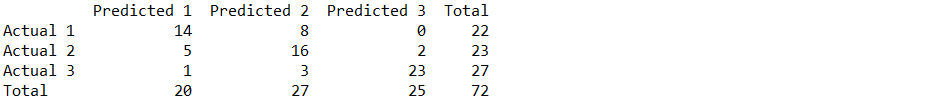 Predicted 1 Predicted 2 Predicted 3 Total
Actual 1 14 8 0 22
Actual 2 5 16 2 23
Actual 3 1 3 23 27
Total 20 27 25 72